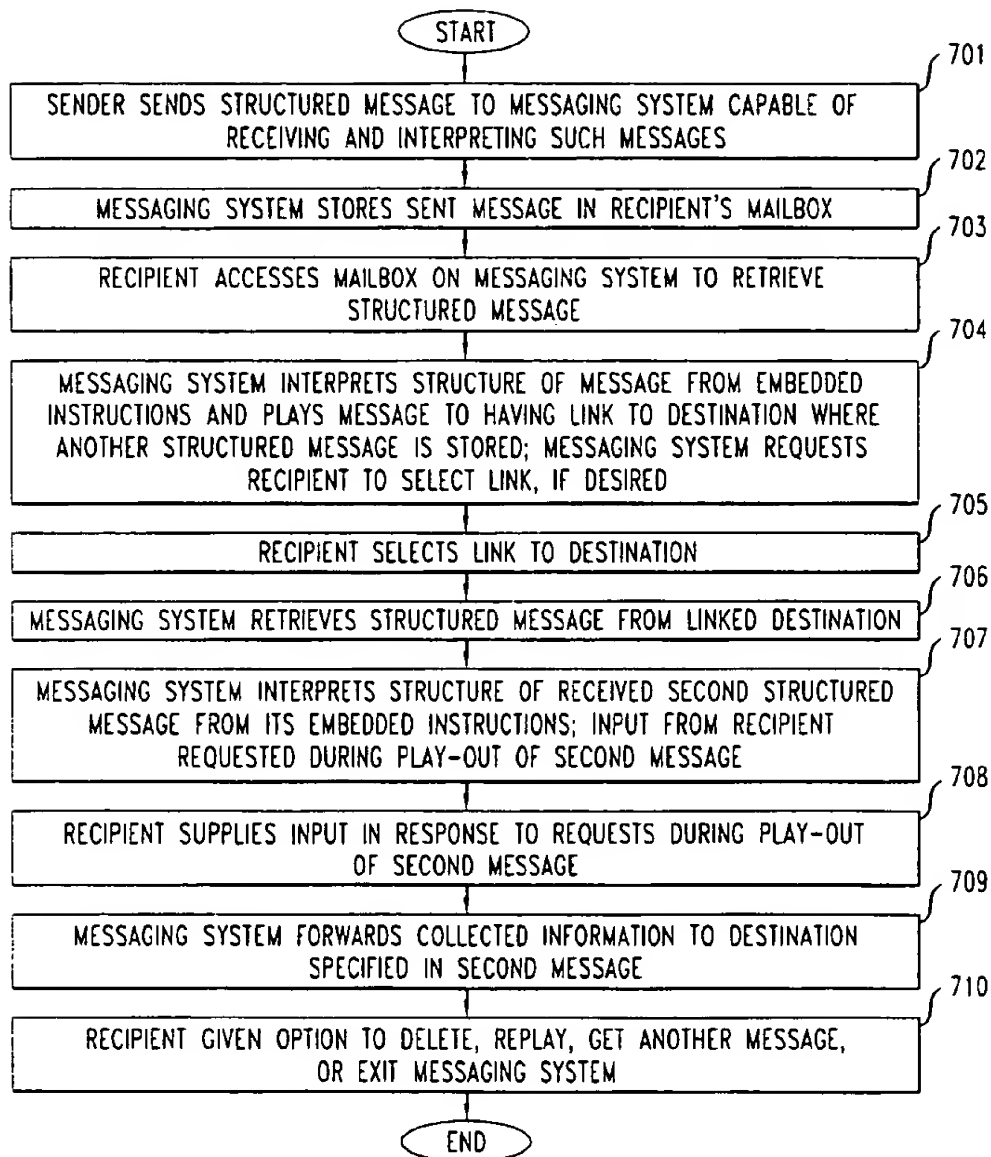 START
701
SENDER SENDS STRUCTURED MESSAGE TO MESSAGING SYSTEM CAPABLE OF
RECEIVING AND INTERPRETING SUCH MESSAGES
702
MESSAGING SYSTEM STORES SENT MESSAGE IN RECIPIENT'S MAILBOX
703
RECIPIENT ACCESSES MAILBOX ON MESSAGING SYSTEM TO RETRIEVE
STRUCTURED MESSAGE
704
MESSAGING SYSTEM INTERPRETS STRUCTURE OF MESSAGE FROM EMBEDDED
INSTRUCTIONS AND PLAYS MESSAGE TO HAVING LINK TO DESTINATION WHERE
ANOTHER STRUCTURED MESSAGE IS STORED; MESSAGING SYSTEM REQUESTS
RECIPIENT TO SELECT LINK, IF DESIRED
705
RECIPIENT SELECTS LINK TO DESTINATION
706
MESSAGING SYSTEM RETRIEVES STRUCTURED MESSAGE FROM LINKED DESTINATION
707
MESSAGING SYSTEM INTERPRETS STRUCTURE OF RECEIVED SECOND STRUCTURED
MESSAGE FROM ITS EMBEDDED INSTRUCTIONS; INPUT FROM RECIPIENT
REQUESTED DURING PLAY-OUT OF SECOND MESSAGE
708
RECIPIENT SUPPLIES INPUT IN RESPONSE TO REQUESTS DURING PLAY-OUT
OF SECOND MESSAGE
709
MESSAGING SYSTEM FORWARDS COLLECTED INFORMATION TO DESTINATION
SPECIFIED IN SECOND MESSAGE
710
RECIPIENT GIVEN OPTION TO DELETE, REPLAY, GET ANOTHER MESSAGE,
OR EXIT MESSAGING SYSTEM
END